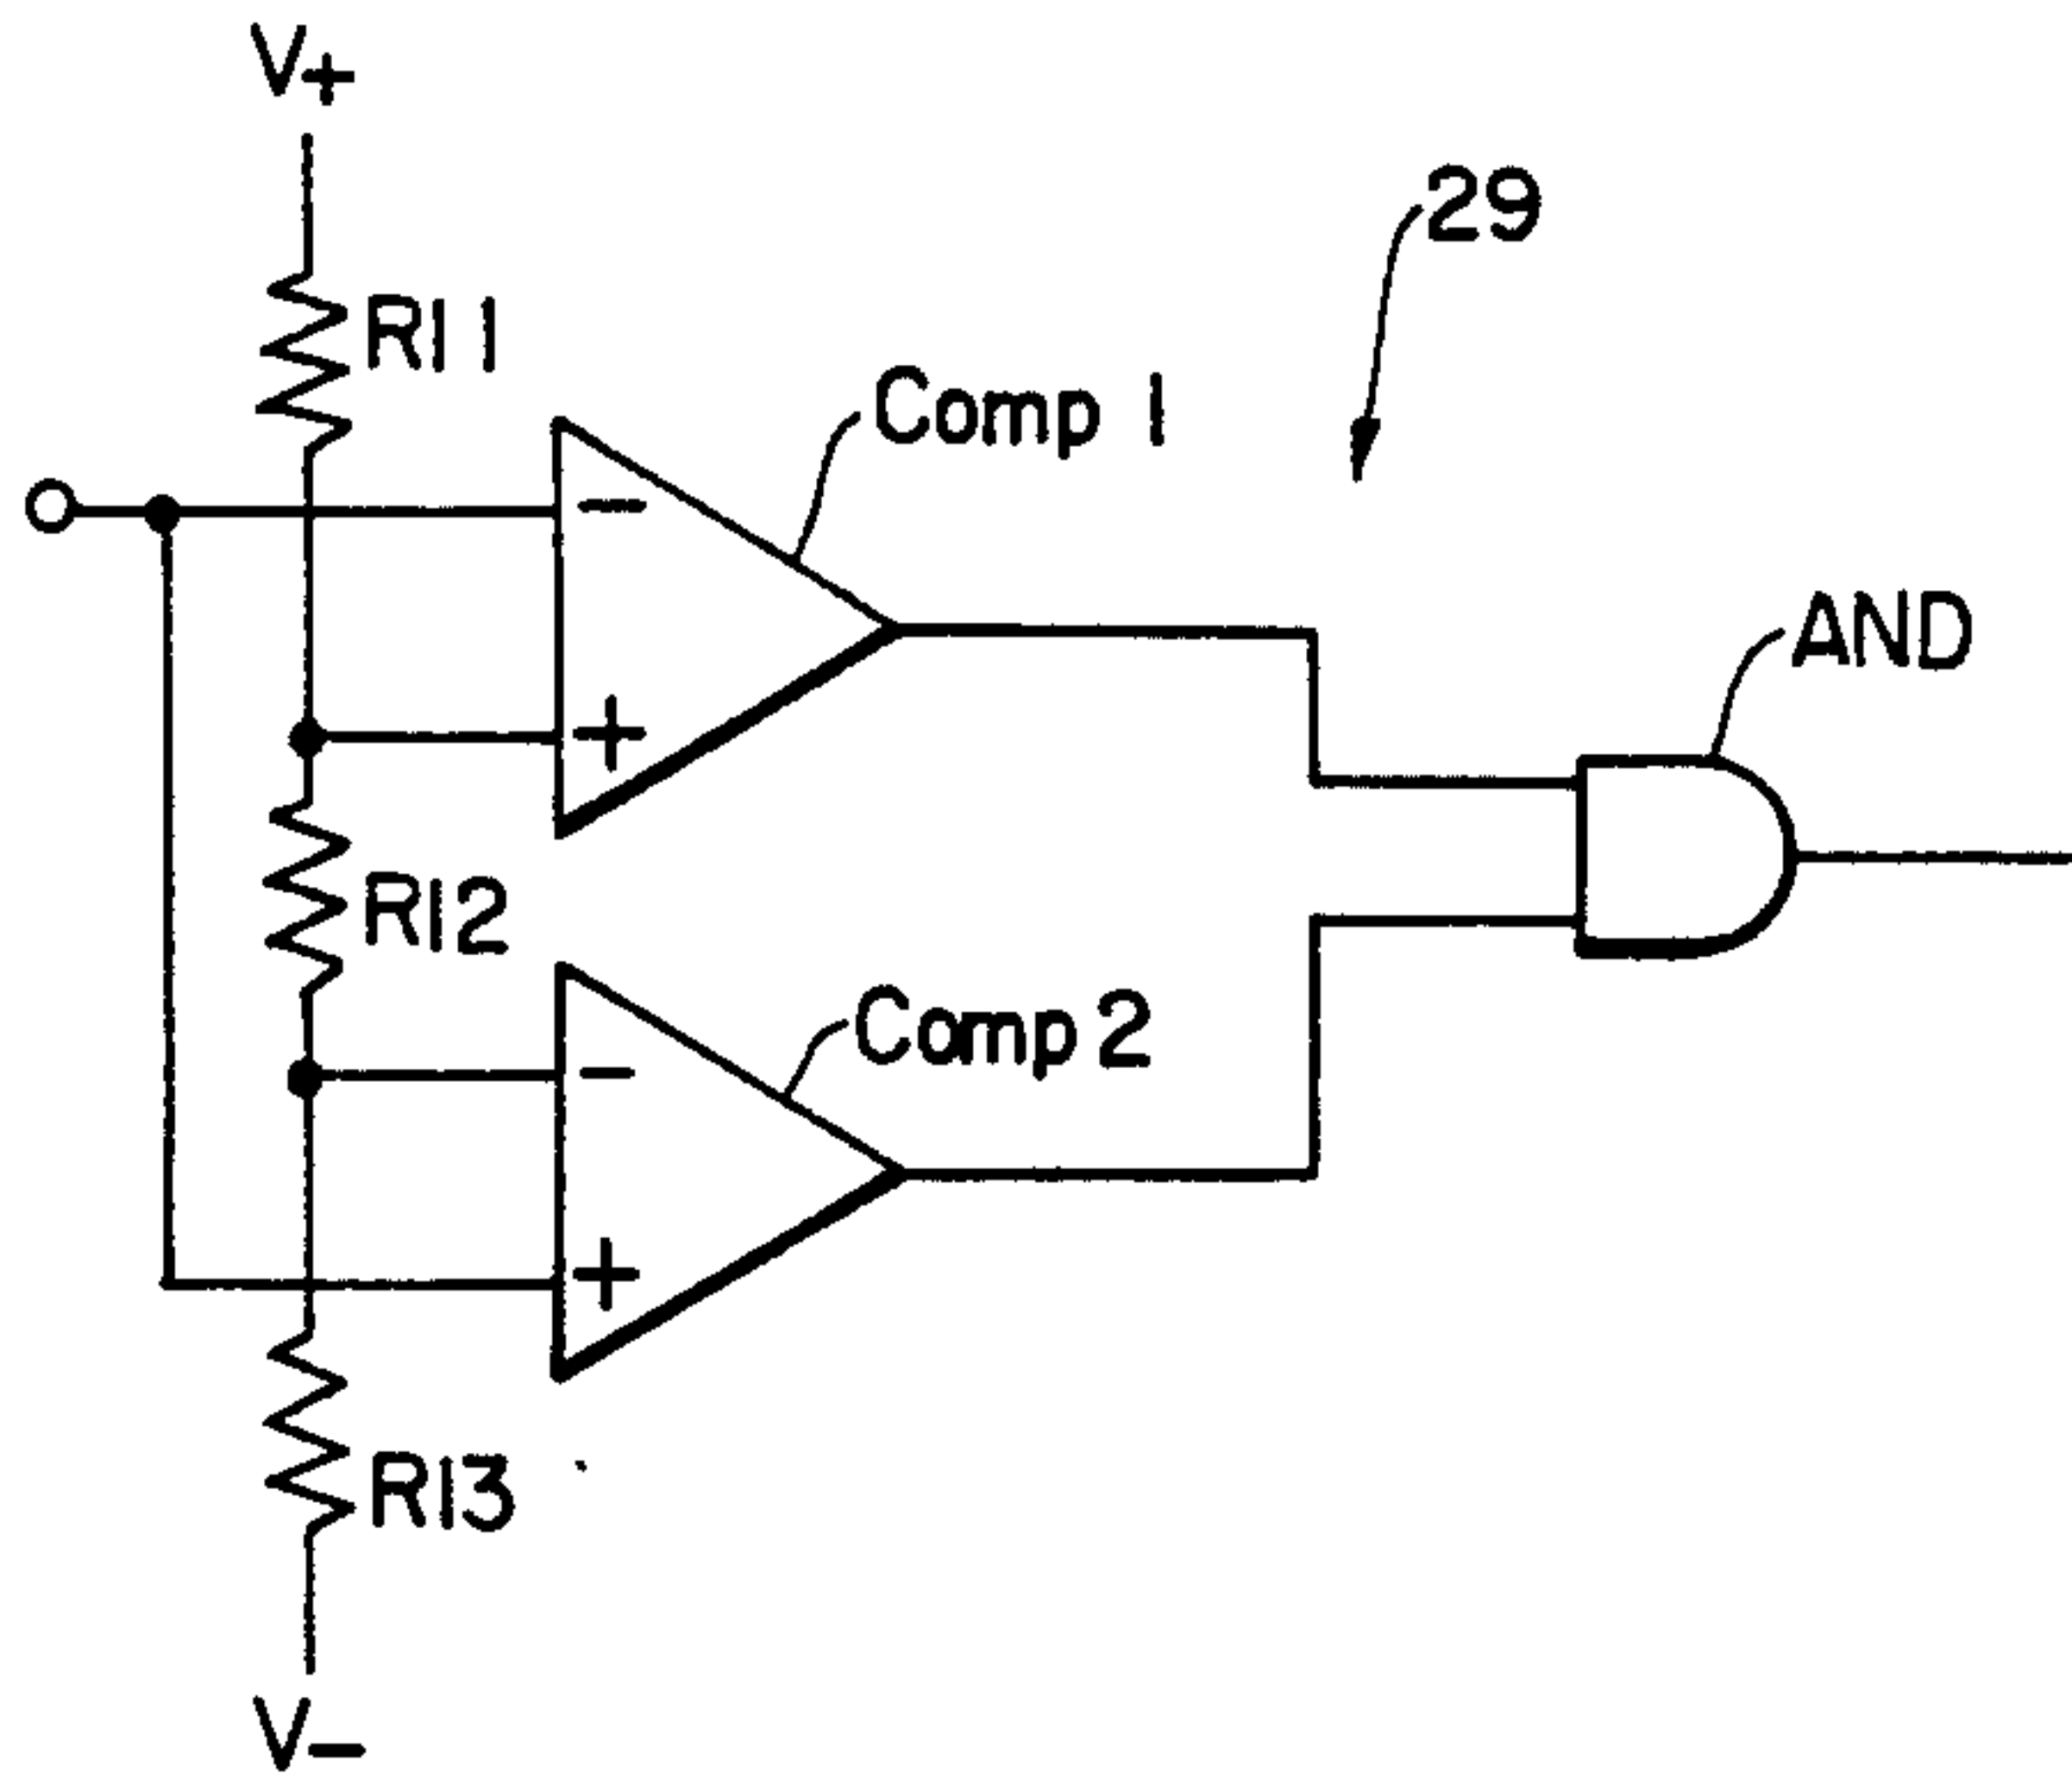 V+
29
R11
Comp 1
-
AND
+
R12
Comp 2
-
+
R13
V-